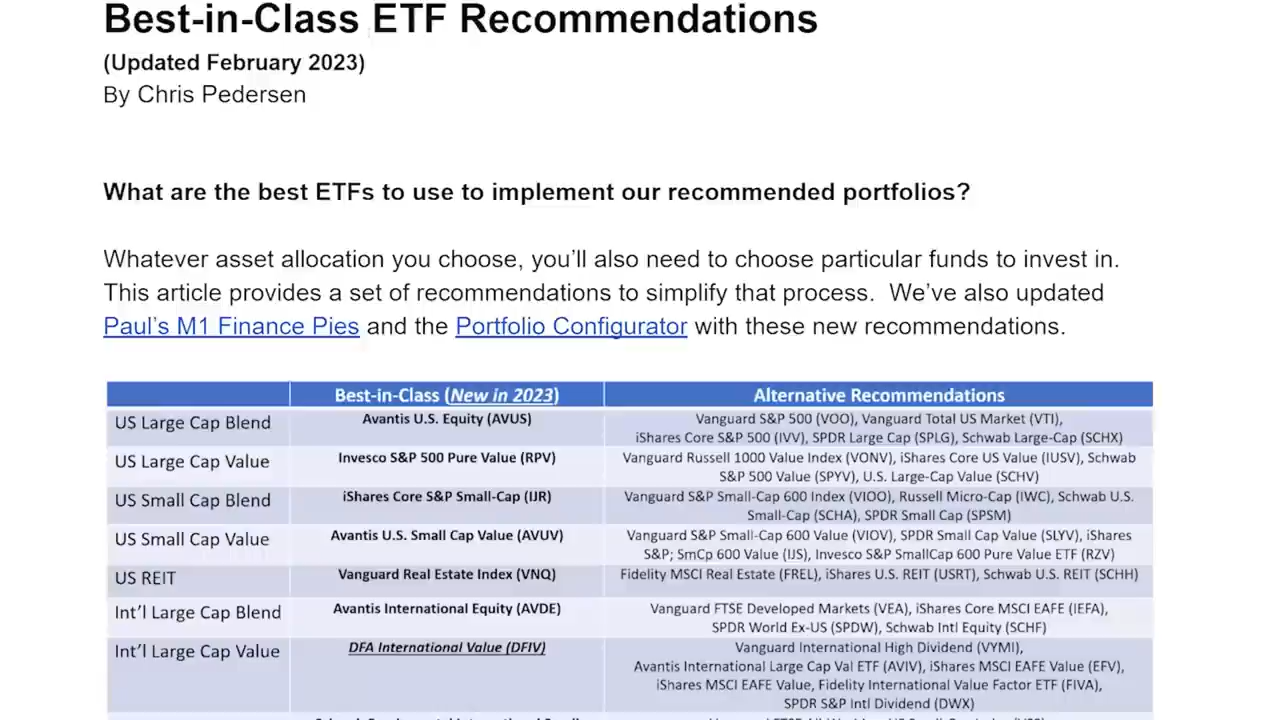 Best-in-Class ETF Recommendations
(Updated February 2023)
By Chris Pedersen
What are the best ETFs to use to implement our recommended portfolios?
Whatever asset allocation you choose, you'll also need to choose particular funds to invest in.
This article provides a set of recommendations to simplify that process. We've also updated
Paul's M1 Finance Pies and the Portfolio Configurator with these new recommendations.
Best-in-Class (New in 2023) Alternative Recommendations
US Large Cap Blend Avantis U.S. Equity (AVUS) Vanguard S&P 500 (VOO), Vanguard Total US Market (VTI),
iShares Core S&P 500 (IVV), SPDR Large Cap (SPLG), Schwab Large-Cap (SCHX)
US Large Cap Value Invesco S&P 500 Pure Value (RPV) Vanguard Russell 1000 Value Index (VONV), iShares Core US Value (IUSV), Schwab
S&P 500 Value (SPYV), U.S. Large-Cap Value (SCHV)
US Small Cap Blend iShares Core S&P Small-Cap (IJR) Vanguard S&P Small-Cap 600 Index (VIOO), Russell Micro-Cap (IWC), Schwab U.S.
Small-Cap (SCHA), SPDR Small Cap (SPSM)
US Small Cap Value Avantis U.S. Small Cap Value (AVUV) Vanguard S&P Small-Cap 600 Value (VIOV), SPDR Small Cap Value (SLYV), iShares
S&P; SmCp 600 Value (IJS), Invesco S&P SmallCap 600 Pure Value ETF (RZV)
US REIT Vanguard Real Estate Index (VNQ) Fidelity MSCI Real Estate (FREL), iShares U.S. REIT (USRT), Schwab U.S. REIT (SCHH)
Int'l Large Cap Blend Avantis International Equity (AVDE) Vanguard FTSE Developed Markets (VEA), iShares Core MSCI EAFE (IEFA),
SPDR World Ex-US (SPDW), Schwab Intl Equity (SCHF)
Int'l Large Cap Value DFA International Value (DFIV) Vanguard International High Dividend (VYMI),
Avantis International Large Cap Val ETF (AVIV), iShares MSCI EAFE Value (EFV),
iShares MSCI EAFE Value, Fidelity International Value Factor ETF (FIVA),
SPDR S&P Intl Dividend (DWX)